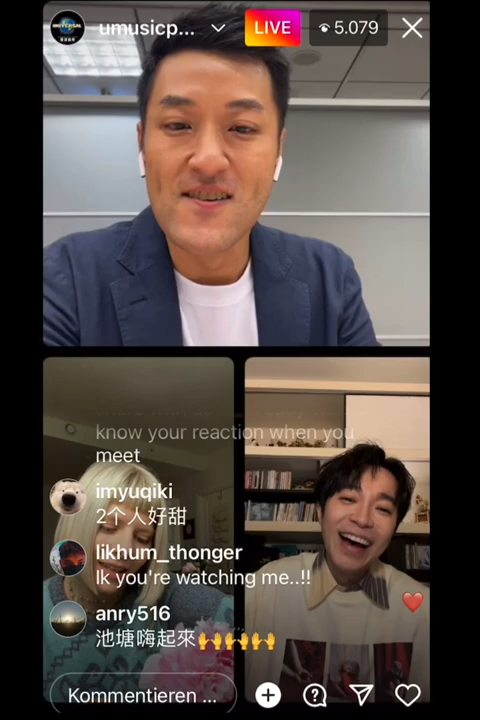 umusicp...
LIVE
5.079
know your reaction when you
meet
imyuqiki
2个人好甜
likhum_thonger
Ik you're watching me..!!
anry516
池塘嗨起來🙌🙌🙌
Kommentieren ...